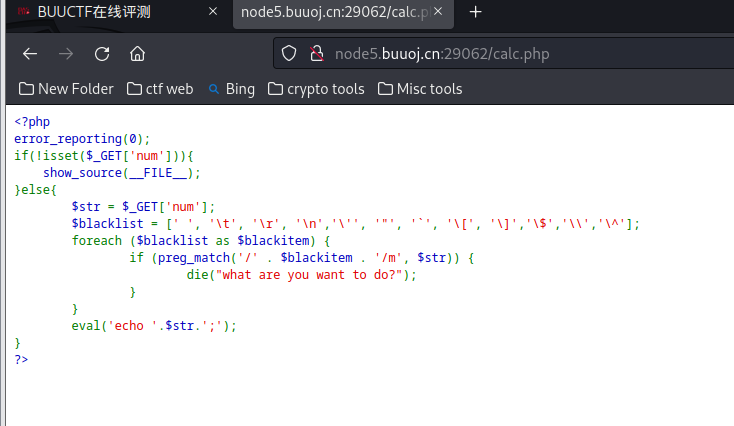 BUUCTF在线评测
node5.buuoj.cn:29062/calc.p
node5.buuoj.cn:29062/calc.php
New Folder ctf web Bing crypto tools Misc tools
<?php
error_reporting(0);
if(!isset($_GET['num'])){
    show_source(__FILE__);
}else{
        $str = $_GET['num'];
        $blacklist = [' ', '\t', '\r', '\n','\'', '"', '`', '\[', '\]','\$','\\','\^'];
        foreach ($blacklist as $blackitem) {
                if (preg_match('/' . $blackitem . '/m', $str)) {
                        die("what are you want to do?");
                }
        }
        eval('echo '.$str.';');
}
?>